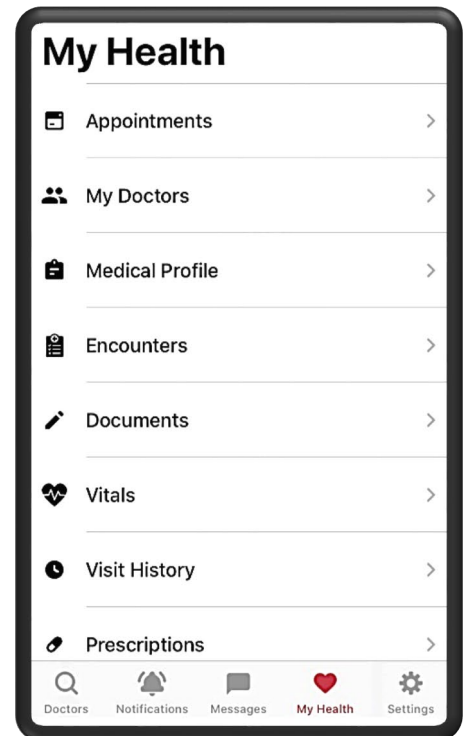 My Health
Appointments
My Doctors
Medical Profile
Encounters
Documents
Vitals
Visit History
Prescriptions
Doctors Notifications Messages My Health Settings